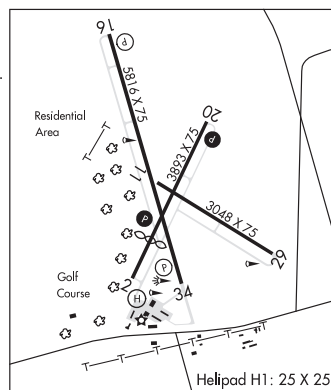 16
P
5816 X 75
Residential
Area
20
P
3893 X 75
11
3048 X 75
P
P
29
Golf
Course
2
H
34
T
T
T
T
T
T
T
T
Helipad H1: 25 X 25